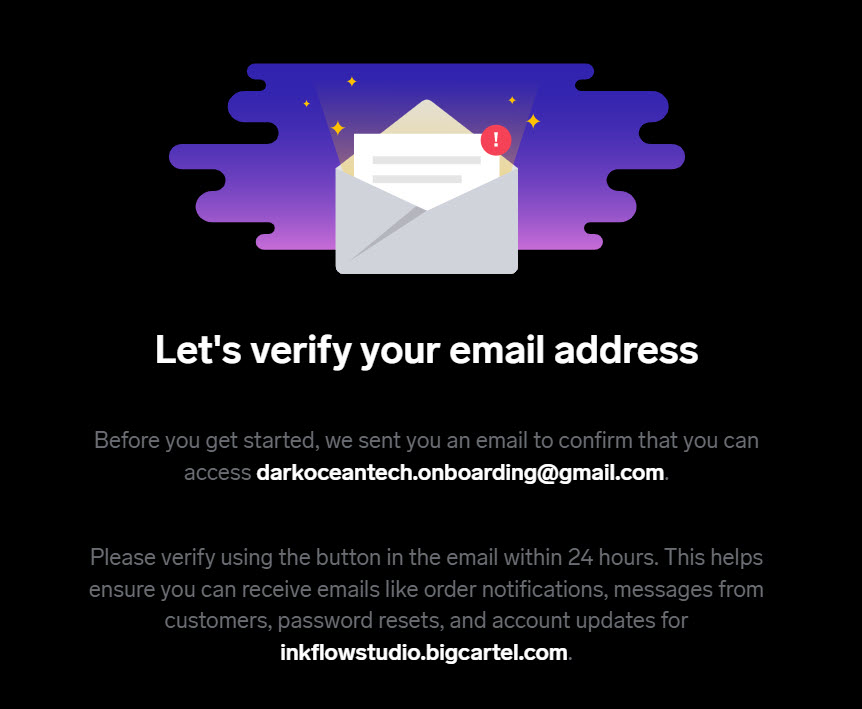 !
Let's verify your email address
Before you get started, we sent you an email to confirm that you can
access darkoceantech.onboarding@gmail.com.
Please verify using the button in the email within 24 hours. This helps
ensure you can receive emails like order notifications, messages from
customers, password resets, and account updates for
inkflowstudio.bigcartel.com.